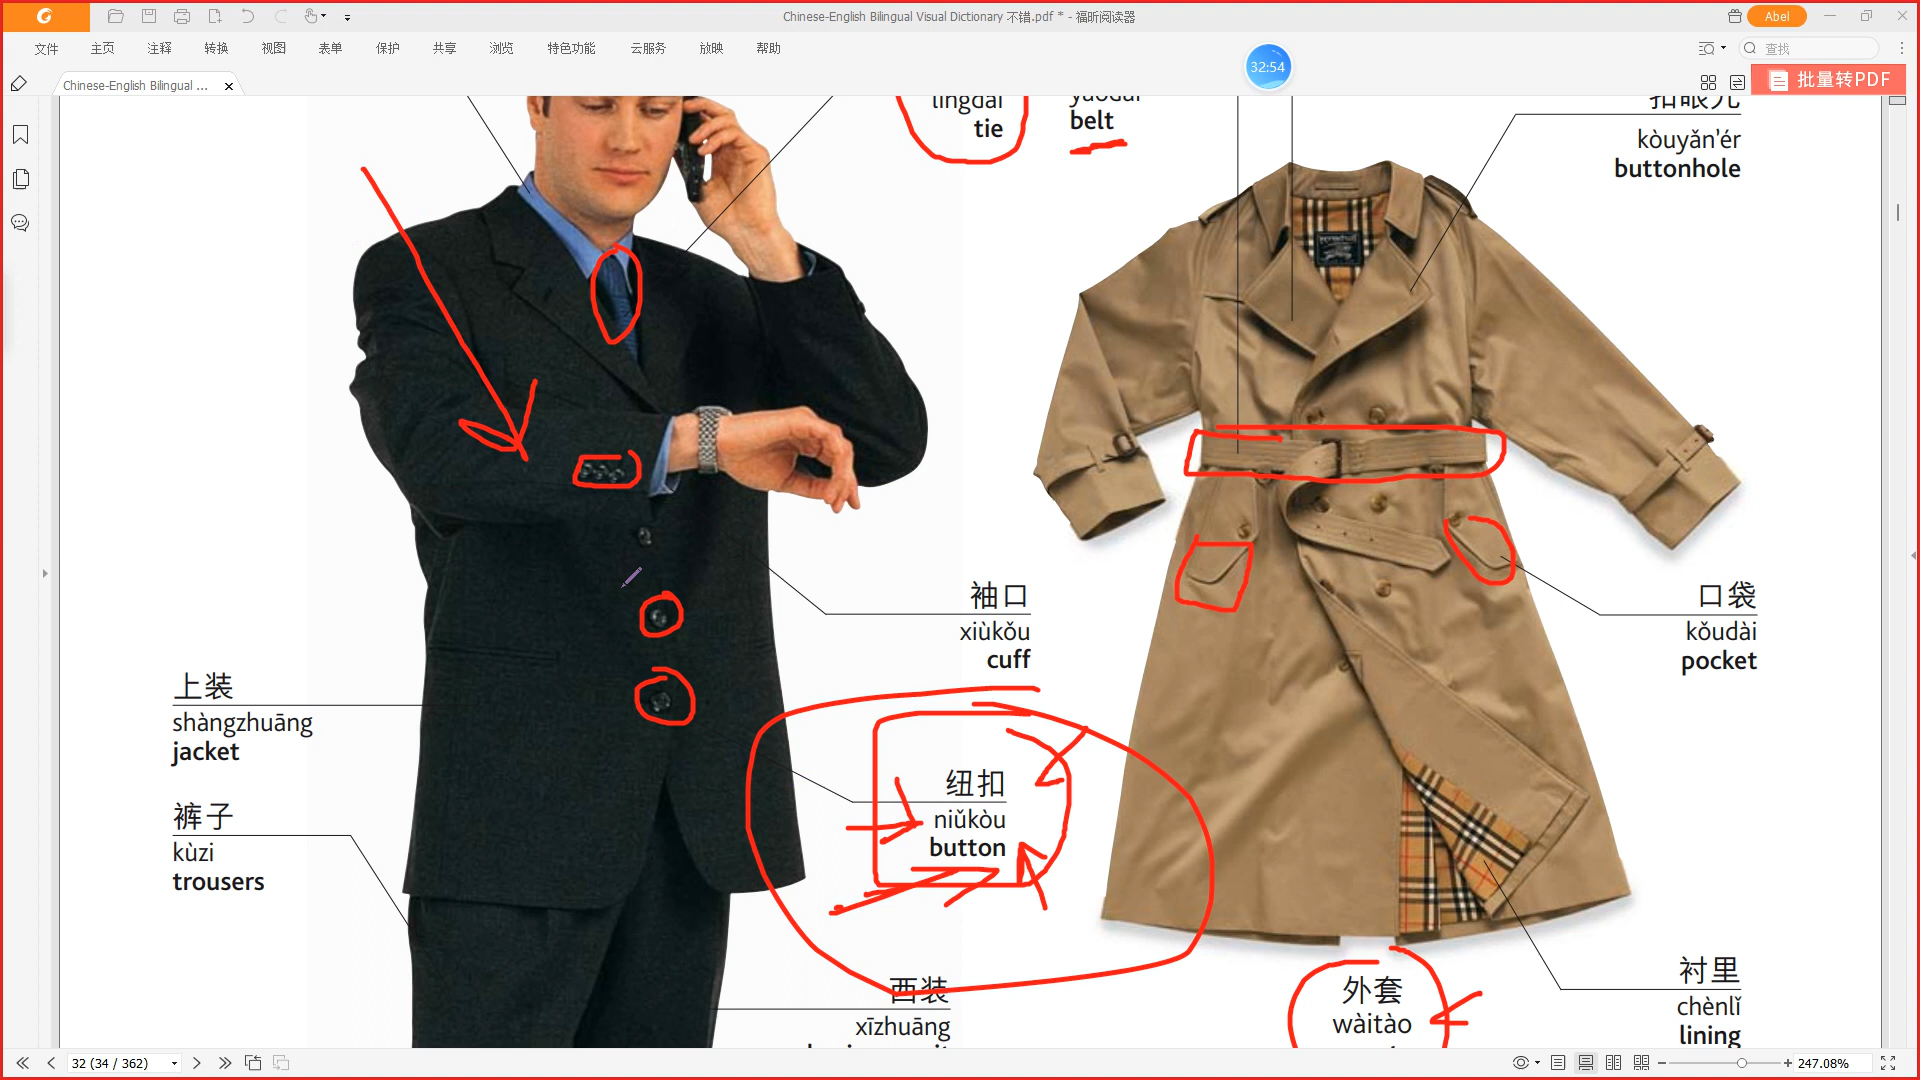 Chinese-English Bilingual Visual Dictionary 不错.pdf * - 福昕阅读器
Abel
文件 主页 注释 转换 视图 表单 保护 共享 浏览 特色功能 云服务 放映 帮助
查找
32:54
Chinese-English Bilingual ...
批量转PDF
lǐngdài
tie
yāodài
belt
扣眼儿
kòuyǎn'ér
buttonhole
袖口
xiùkǒu
cuff
口袋
kǒudài
pocket
上装
shàngzhuāng
jacket
纽扣
niǔkòu
button
裤子
kùzi
trousers
西装
xīzhuāng
外套
wàitào
衬里
chènlǐ
lining
32 (34 / 362)
247.08%